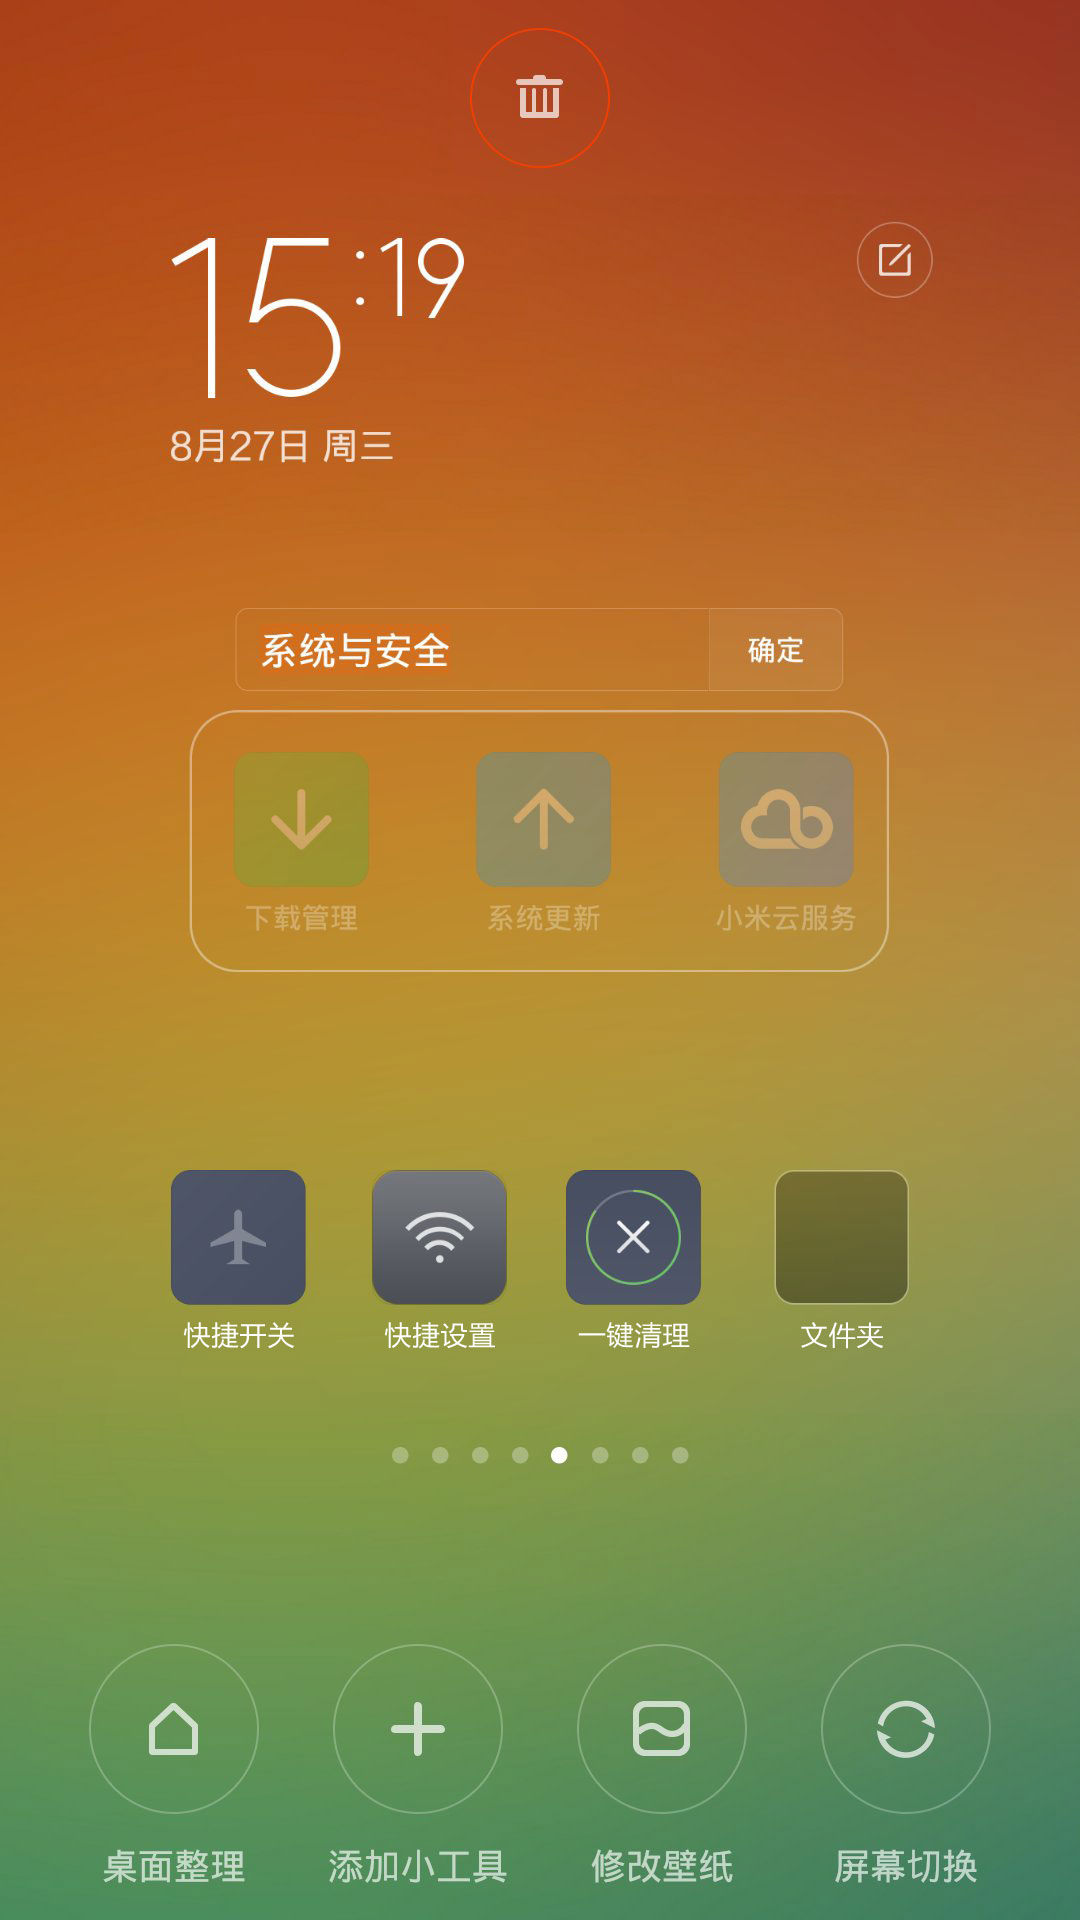 15:19
8月27日 周三
系统与安全 确定
下载管理 系统更新 小米云服务
快捷开关 快捷设置 一键清理 文件夹
桌面整理 添加小工具 修改壁纸 屏幕切换